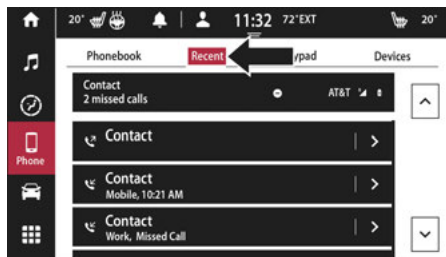 20° 11:32 72°EXT 20°
Phonebook Recent ypad Devices
Contact
2 missed calls AT&T
Contact
Phone
Contact
Mobile, 10:21 AM
Contact
Work, Missed Call